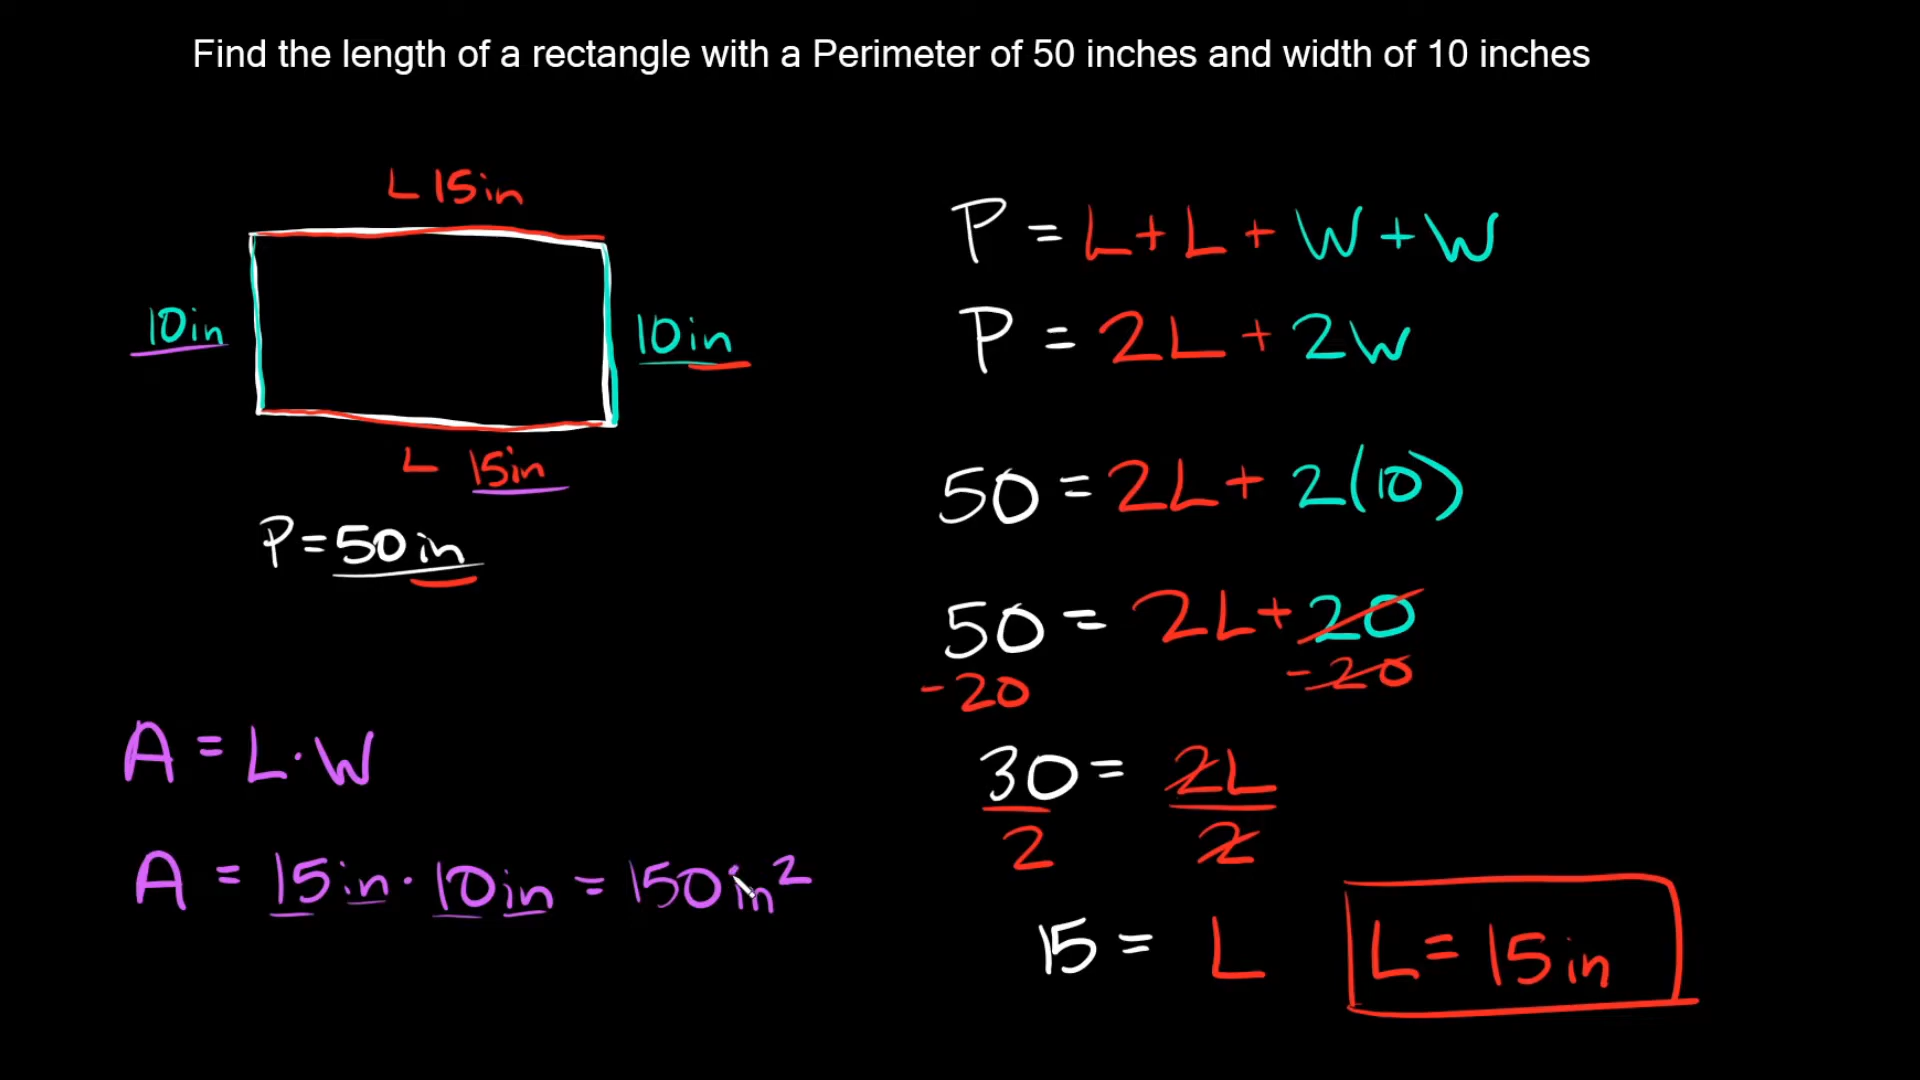 Find the length of a rectangle with a Perimeter of 50 inches and width of 10 inches
L 15in
10in
10in
L 15in
P=50in
A = L·W
A = 15in · 10in = 150in²
P = L+L+W+W
P = 2L+2W
50=2L+2(10)
50=2L+20
-20 -20
30= 2L
2 2
15= L
L= 15in